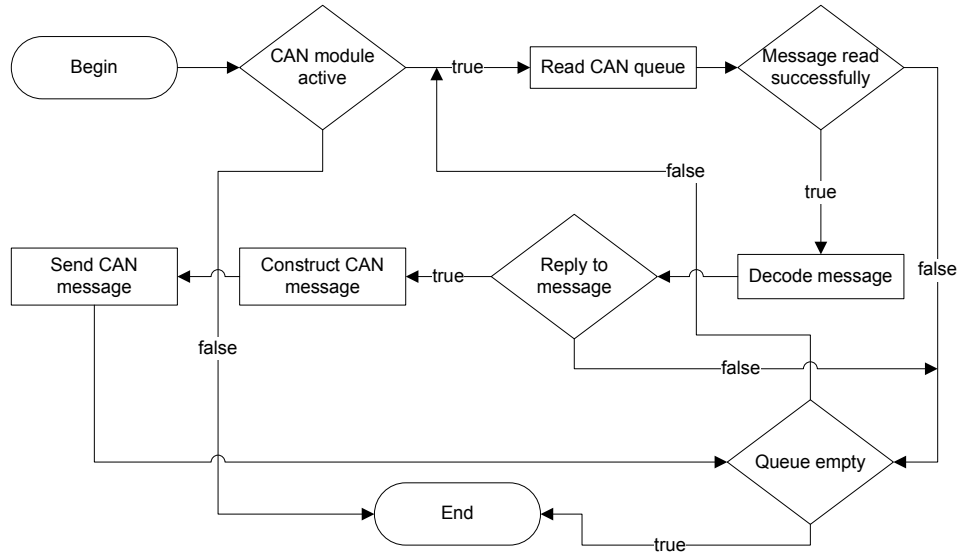 Begin
CAN module
active
true
Read CAN queue
Message read
successfully
false
true
Send CAN
message
Construct CAN
message
true
Reply to
message
Decode message
false
false
false
Queue empty
End
true